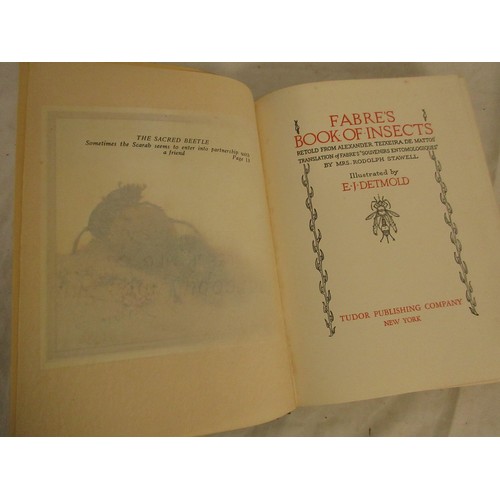 THE SACRED BEETLE
Sometimes the Scarab seems to enter into partnership with
a friend
Page 15
FABRE'S
BOOK·OF·INSECTS
RETOLD FROM ALEXANDER TEIXEIRA DE MATTOS'
TRANSLATION of FABRE'S "SOUVENIRS ENTOMOLOGIQUES"
BY MRS. RODOLPH STAWELL
Illustrated by
E·J·DETMOLD
TUDOR PUBLISHING COMPANY
NEW YORK